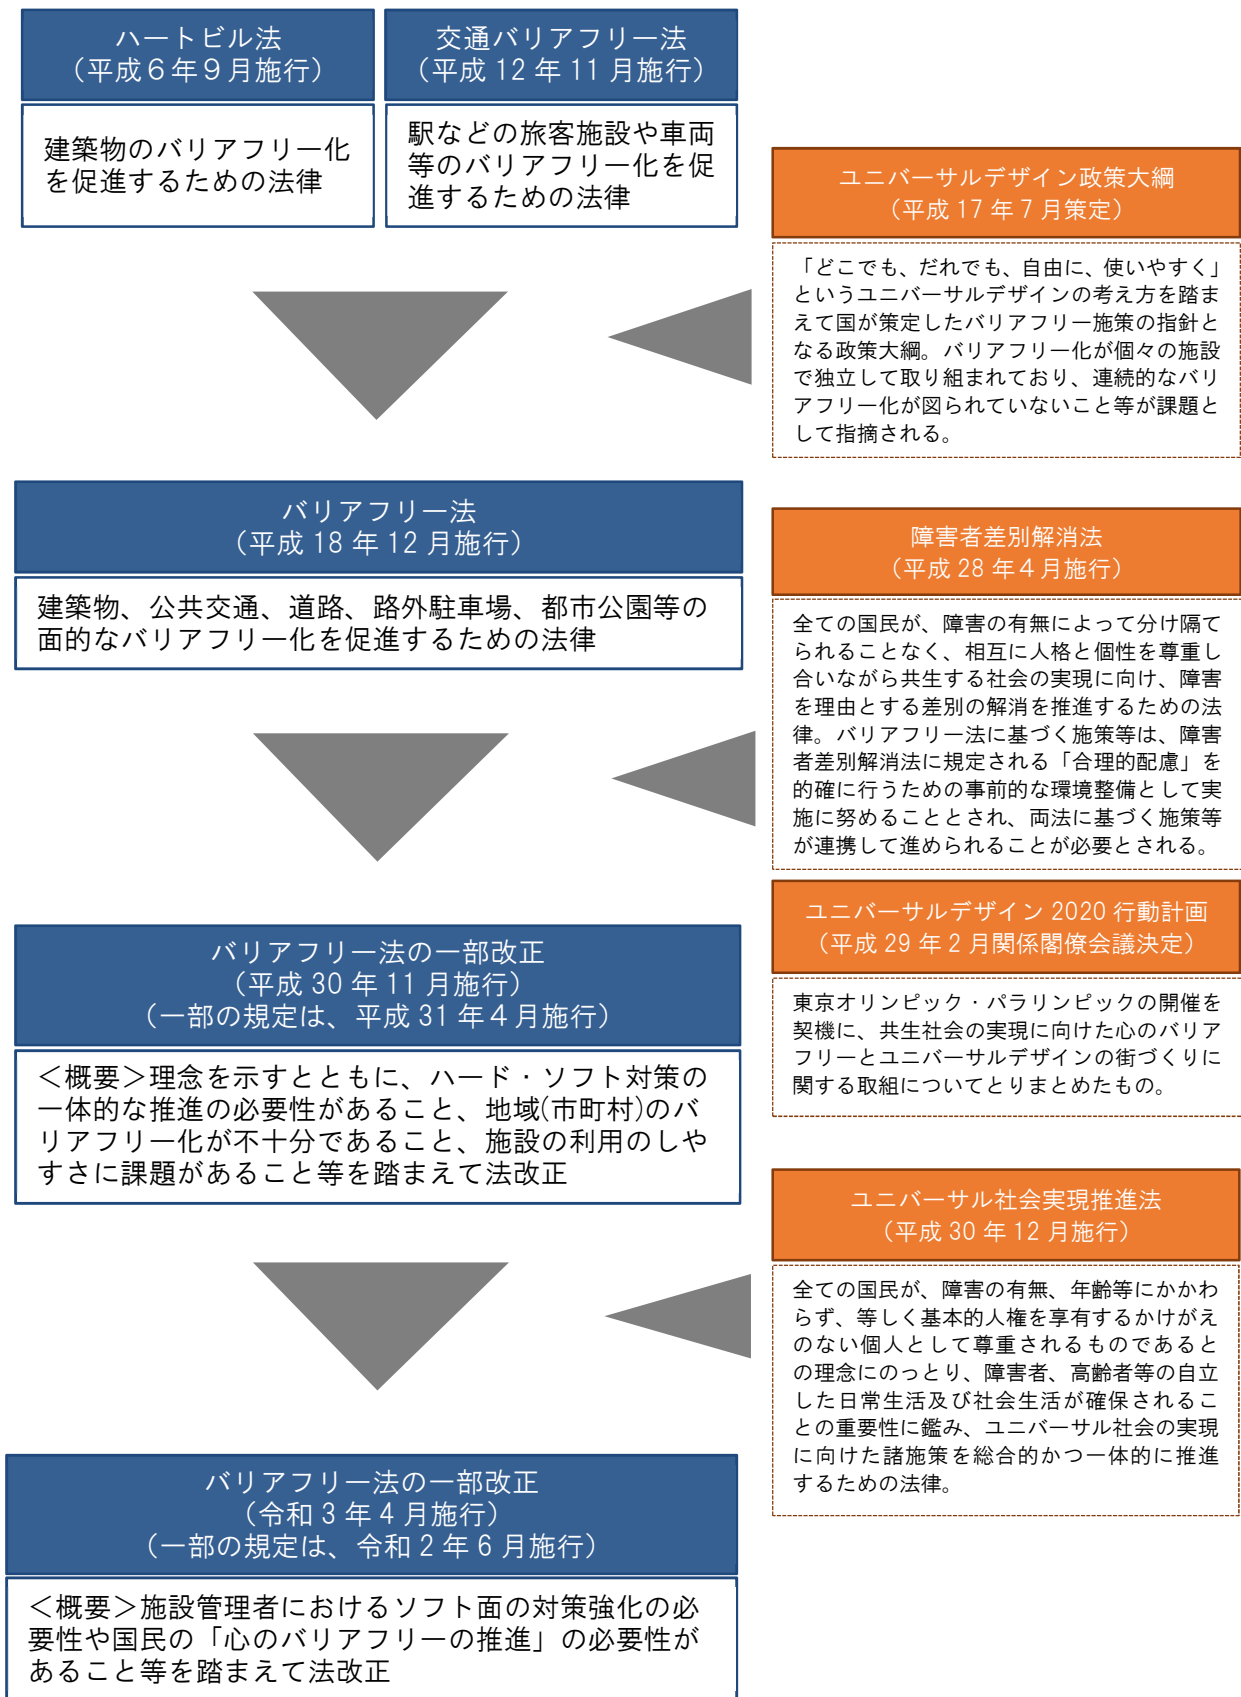 ハートビル法
（平成６年９月施行）
建築物のバリアフリー化
を促進するための法律
交通バリアフリー法
（平成 12 年 11 月施行）
駅などの旅客施設や車両
等のバリアフリー化を促
進するための法律
ユニバーサルデザイン政策大綱
（平成 17 年７月策定）
「どこでも、だれでも、自由に、使いやすく」
というユニバーサルデザインの考え方を踏ま
えて国が策定したバリアフリー施策の指針と
なる政策大綱。バリアフリー化が個々の施設
で独立して取り組まれており、連続的なバリ
アフリー化が図られていないこと等が課題と
して指摘される。
バリアフリー法
（平成 18 年 12 月施行）
建築物、公共交通、道路、路外駐車場、都市公園等の
面的なバリアフリー化を促進するための法律
障害者差別解消法
（平成 28 年４月施行）
全ての国民が、障害の有無によって分け隔て
られることなく、相互に人格と個性を尊重し
合いながら共生する社会の実現に向け、障害
を理由とする差別の解消を推進するための法
律。バリアフリー法に基づく施策等は、障害
者差別解消法に規定される「合理的配慮」を
的確に行うための事前的な環境整備として実
施に努めることとされ、両法に基づく施策等
が連携して進められることが必要とされる。
ユニバーサルデザイン 2020 行動計画
（平成 29 年２月関係閣僚会議決定）
東京オリンピック・パラリンピックの開催を
契機に、共生社会の実現に向けた心のバリア
フリーとユニバーサルデザインの街づくりに
関する取組についてとりまとめたもの。
バリアフリー法の一部改正
（平成 30 年 11 月施行）
（一部の規定は、平成 31 年４月施行）
＜概要＞理念を示すとともに、ハード・ソフト対策の
一体的な推進の必要性があること、地域(市町村)のバ
リアフリー化が不十分であること、施設の利用のしや
すさに課題があること等を踏まえて法改正
ユニバーサル社会実現推進法
（平成 30 年 12 月施行）
全ての国民が、障害の有無、年齢等にかかわ
らず、等しく基本的人権を享有するかけがえ
のない個人として尊重されるものであると
の理念にのっとり、障害者、高齢者等の自立
した日常生活及び社会生活が確保されるこ
との重要性に鑑み、ユニバーサル社会の実現
に向けた諸施策を総合的かつ一体的に推進
するための法律。
バリアフリー法の一部改正
（令和３年４月施行）
（一部の規定は、令和２年６月施行）
＜概要＞施設管理者におけるソフト面の対策強化の必
要性や国民の「心のバリアフリーの推進」の必要性が
あること等を踏まえて法改正